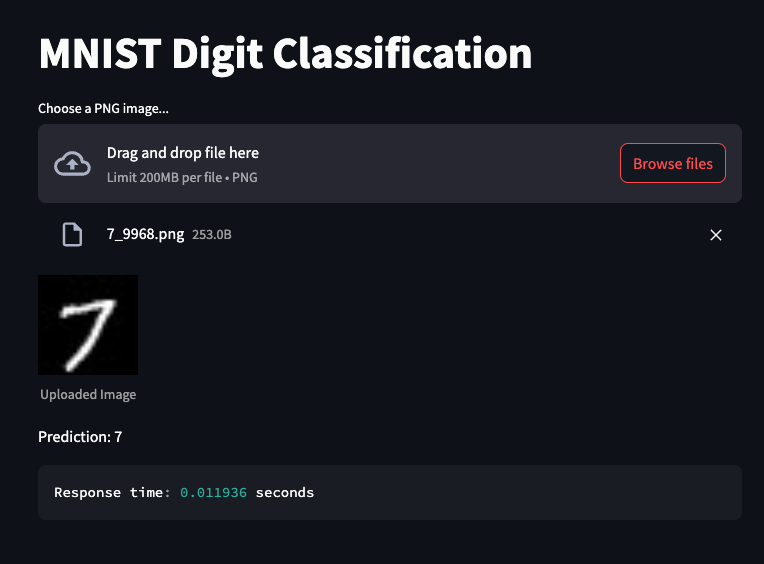 MNIST Digit Classification
Choose a PNG image...
Drag and drop file here
Limit 200MB per file • PNG
Browse files
7_9968.png 253.0B
7
Uploaded Image
Prediction: 7
Response time: 0.011936 seconds